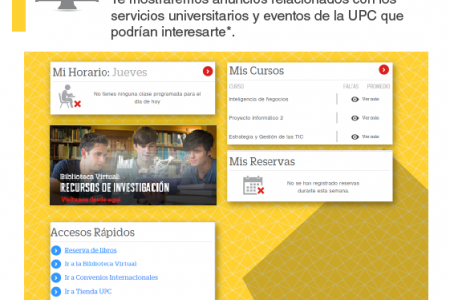 Te mostraremos anuncios relacionados con los
servicios universitarios y eventos de la UPC que
podrían interesarte*.
Mi Horario: Jueves
No tienes ninguna clase programada para el
día de hoy
Biblioteca Virtual:
RECURSOS DE INVESTIGACIÓN
Accesos Rápidos
Reserva de libros
Ir a la Biblioteca Virtual
Ir a Convenios Internacionales
Ir a Tienda UPC
Mis Cursos
CURSO FALTAS PROMEDIO
Inteligencia de Negocios Ver más
Proyecto Informático 2 Ver más
Estrategia y Gestión de las TIC Ver más
Mis Reservas
No se han registrado reservas
durante esta semana.